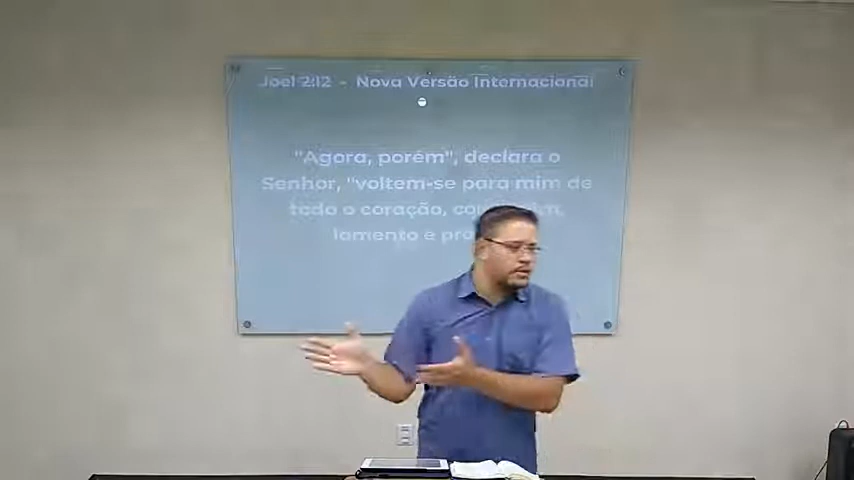 Joel 2:12 - Nova Versão Internacional
"Agora, porém", declara o
Senhor, "voltem-se para mim de
todo o coração,
lamento e